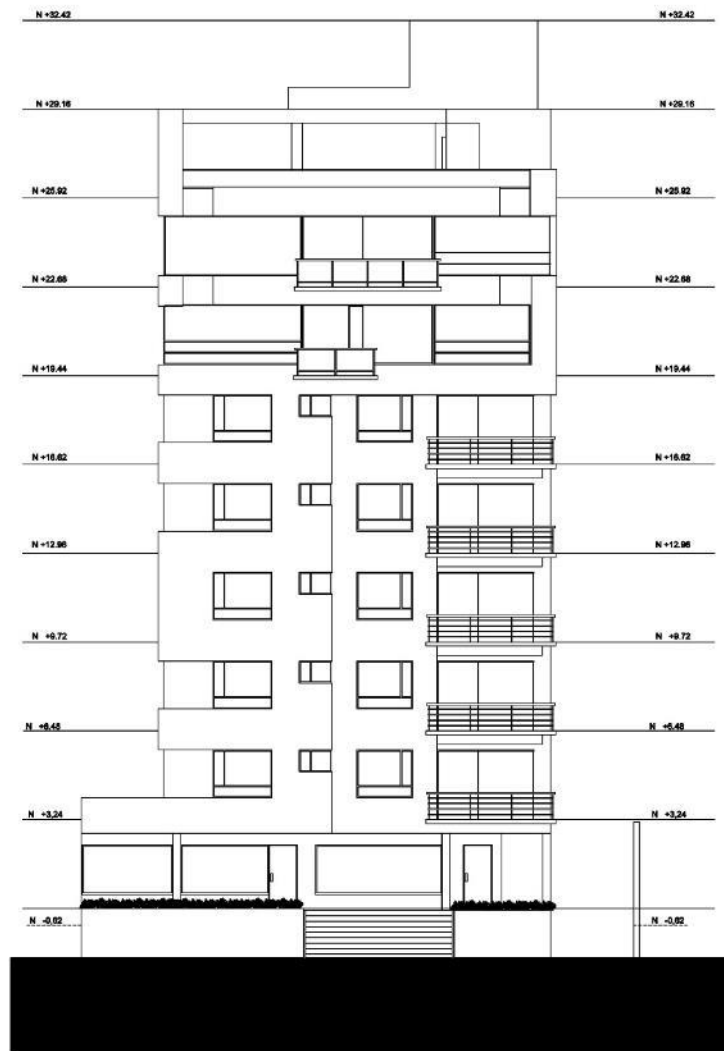 N +32.42 N +32.42
N +29.16 N +29.16
N +25.92 N +25.92
N +22.68 N +22.68
N +19.44 N +19.44
N +16.62 N +16.62
N +12.96 N +12.96
N +9.72 N +9.72
N +6.48 N +6.48
N +3,24 N +3,24
N -0,62 N -0,62